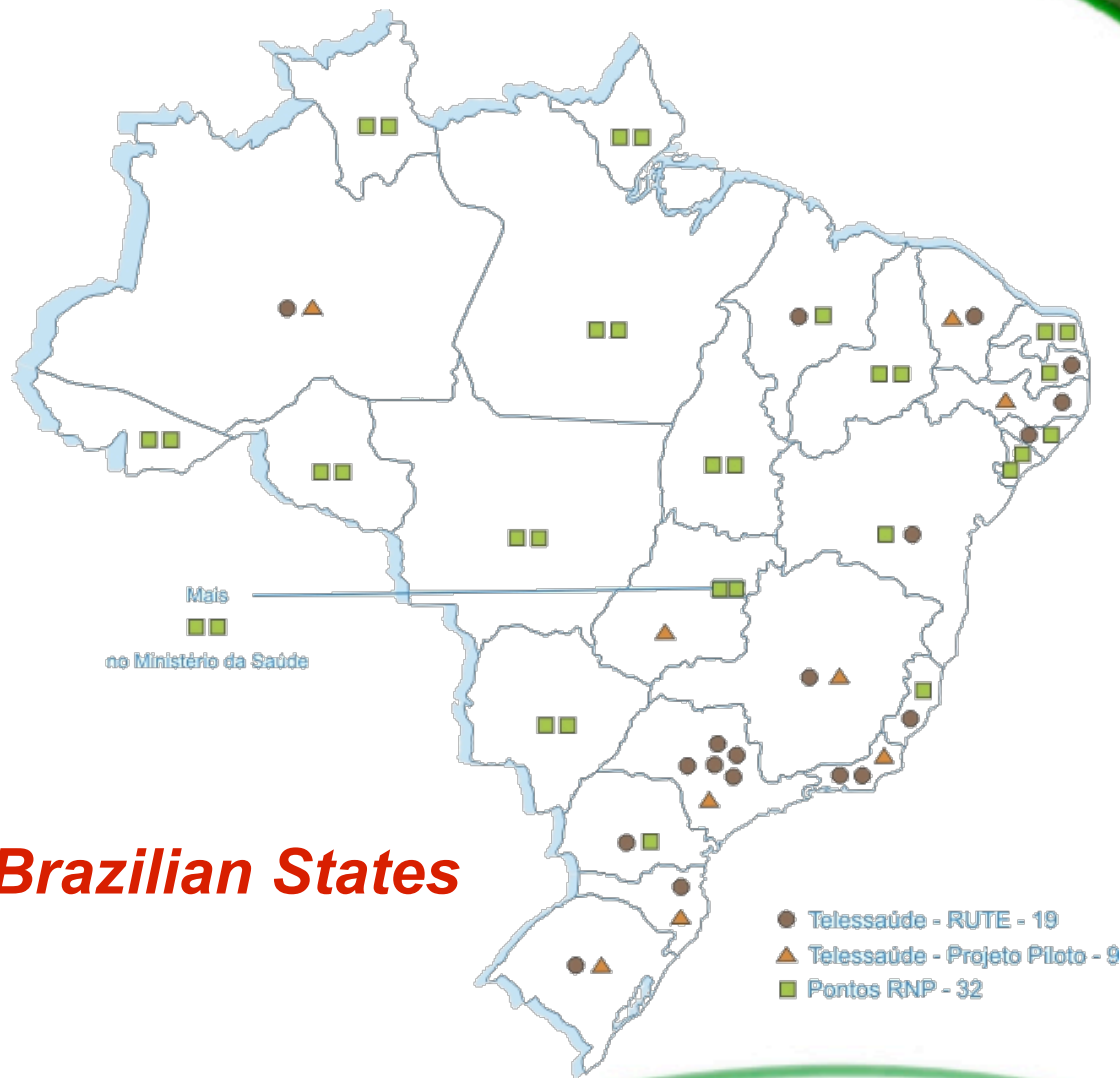 Mais
no Ministério da Saúde
Brazilian States
Telessaúde - RUTE - 19
Telessaúde - Projeto Piloto - 9
Pontos RNP - 32